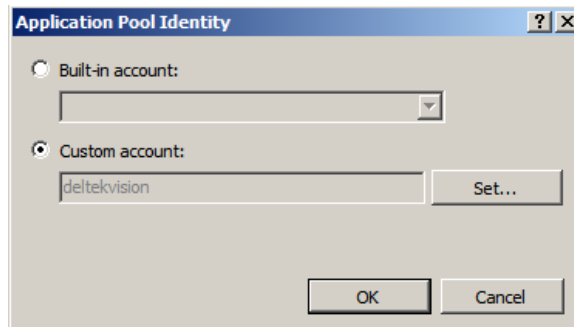 Application Pool Identity
Built-in account:
Custom account:
deltekvision
Set...
OK
Cancel